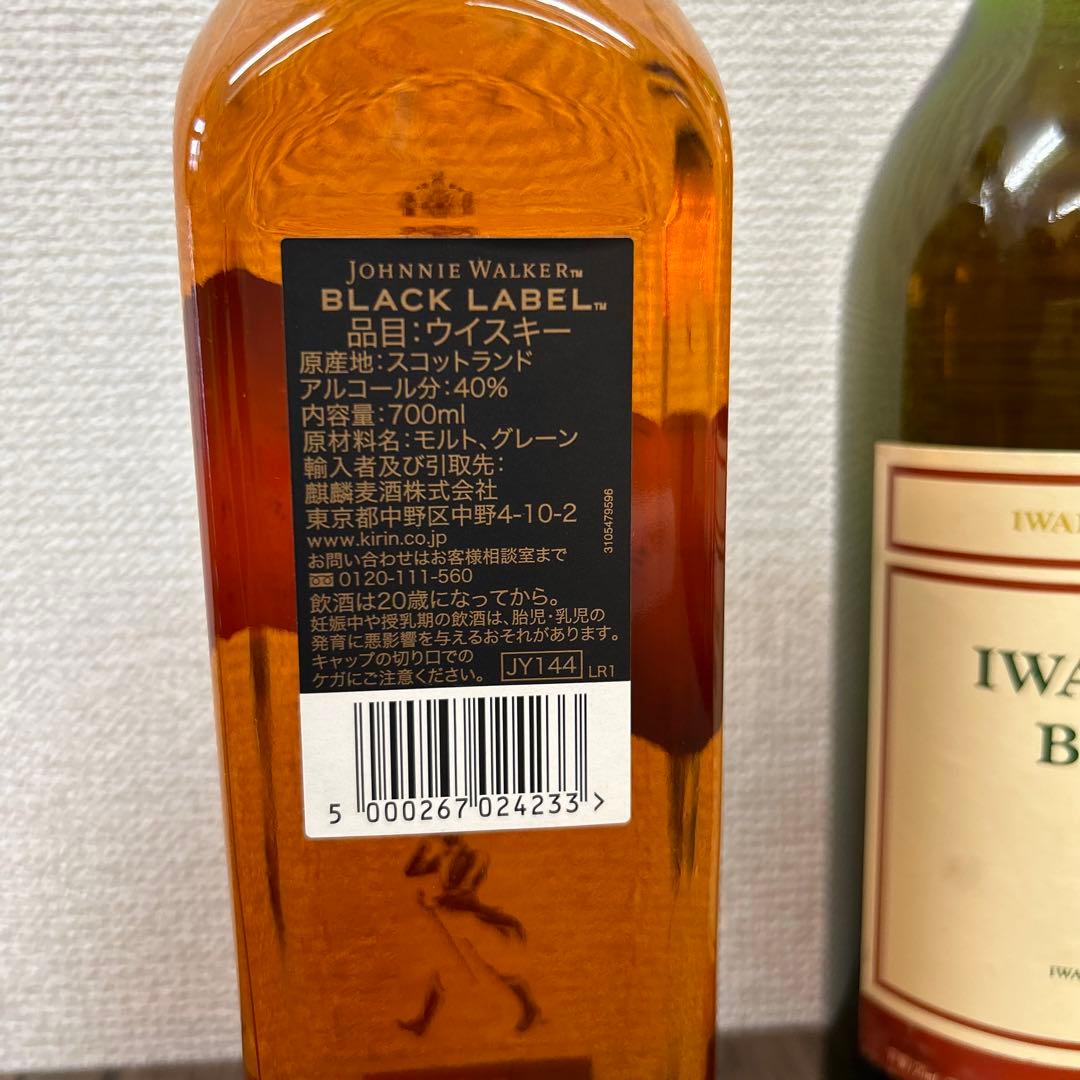 JOHNNIE WALKER™
BLACK LABEL™
品目：ウイスキー
原産地：スコットランド
アルコール分：40%
内容量：700ml
原材料名：モルト、グレーン
輸入者及び引取先：
麒麟麦酒株式会社
東京都中野区中野4-10-2
www.kirin.co.jp
お問い合わせはお客様相談室まで
0120-111-560
飲酒は20歳になってから。
妊娠中や授乳期の飲酒は、胎児・乳児の
発育に悪影響を与えるおそれがあります。
キャップの切り口での
ケガにご注意ください。
JY144 LR1
3105479596
5 000267 024233 >
IWA
IWA
B
IWA